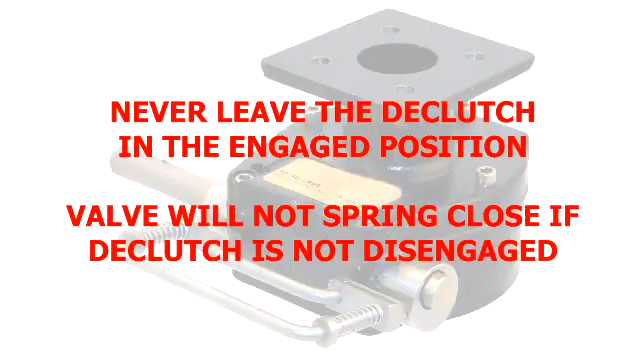 NEVER LEAVE THE DECLUTCH
IN THE ENGAGED POSITION
VALVE WILL NOT SPRING CLOSE IF
DECLUTCH IS NOT DISENGAGED